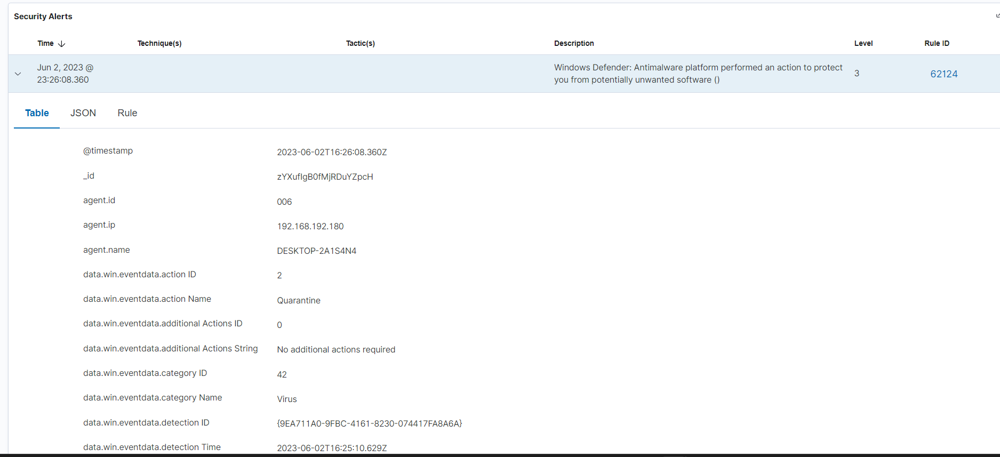 Security Alerts
Time Technique(s) Tactic(s) Description Level Rule ID
Jun 2, 2023 @ 23:26:08.360
Windows Defender: Antimalware platform performed an action to protect
you from potentially unwanted software ()
3
62124
Table JSON Rule
@timestamp 2023-06-02T16:26:08.360Z
_id zYXufIgB0fMjRDuYZpcH
agent.id 006
agent.ip 192.168.192.180
agent.name DESKTOP-2A1S4N4
data.win.eventdata.action ID 2
data.win.eventdata.action Name Quarantine
data.win.eventdata.additional Actions ID 0
data.win.eventdata.additional Actions String No additional actions required
data.win.eventdata.category ID 42
data.win.eventdata.category Name Virus
data.win.eventdata.detection ID {9EA711A0-9FBC-4161-8230-074417FA8A6A}
data.win.eventdata.detection Time 2023-06-02T16:25:10.629Z